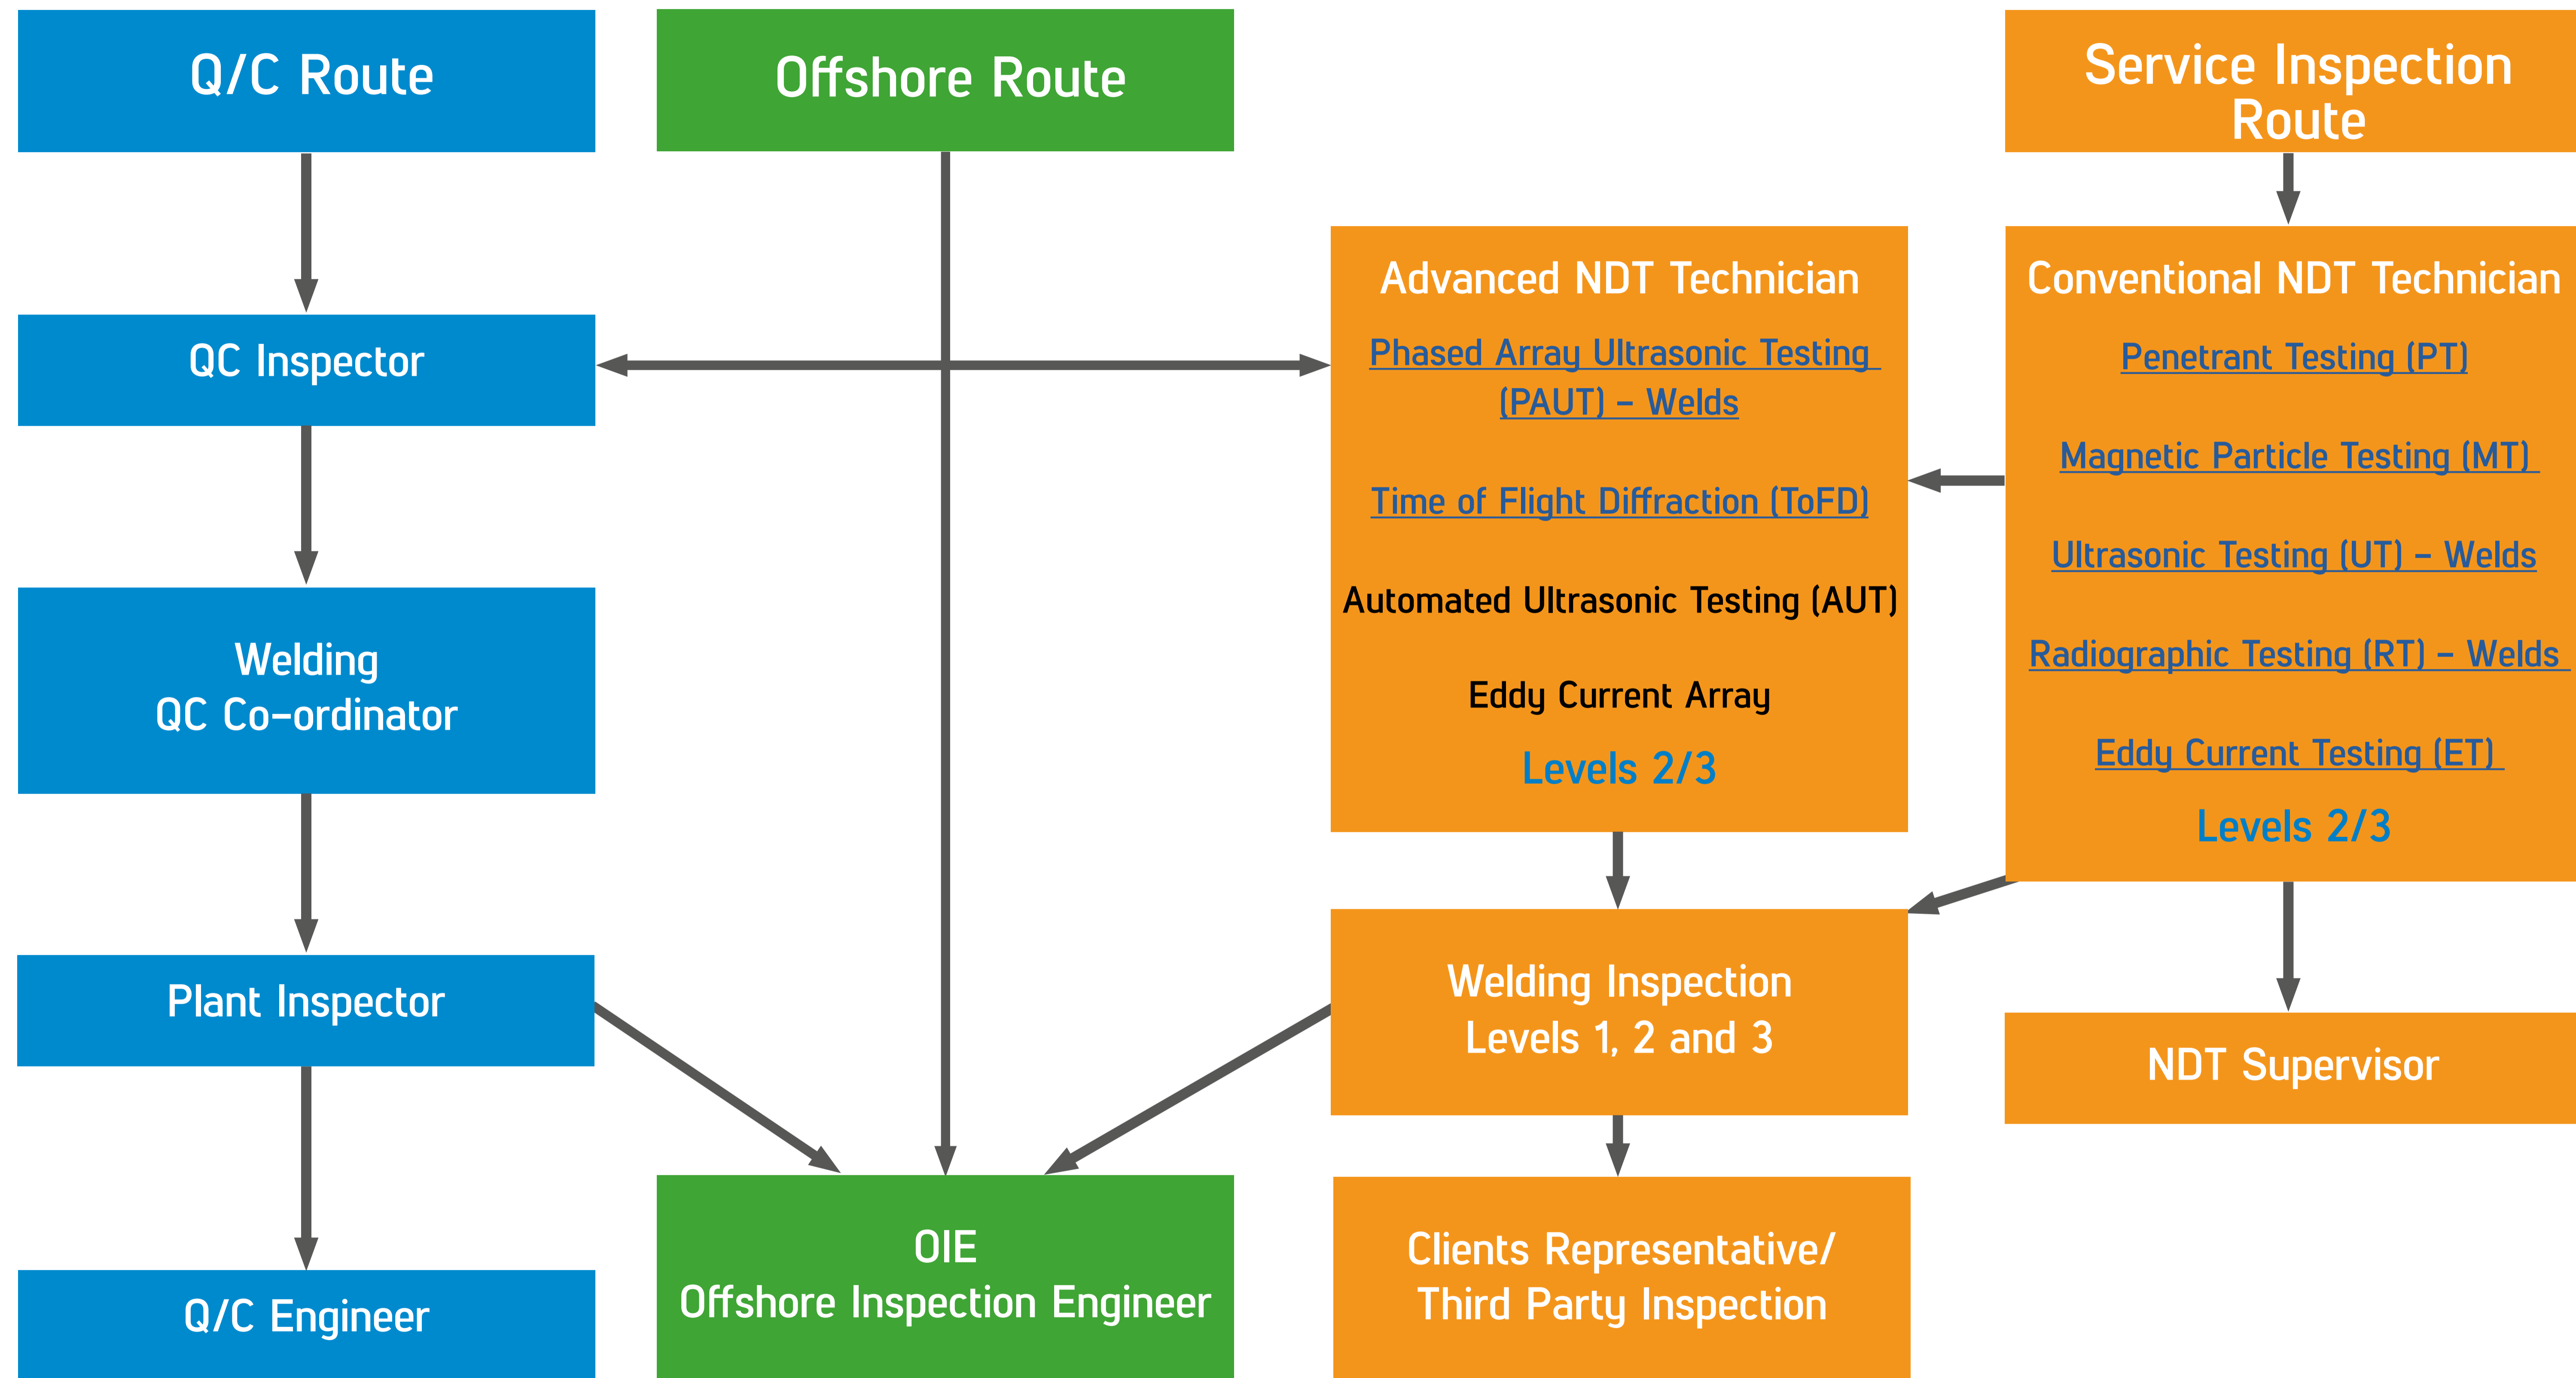 Q/C Route
Offshore Route
Service Inspection
Route
QC Inspector
Welding
QC Co-ordinator
Plant Inspector
Q/C Engineer
OIE
Offshore Inspection Engineer
Advanced NDT Technician
Phased Array Ultrasonic Testing
(PAUT) - Welds
Time of Flight Diffraction (ToFD)
Automated Ultrasonic Testing (AUT)
Eddy Current Array
Levels 2/3
Welding Inspection
Levels 1, 2 and 3
Clients Representative/
Third Party Inspection
Conventional NDT Technician
Penetrant Testing (PT)
Magnetic Particle Testing (MT)
Ultrasonic Testing (UT) - Welds
Radiographic Testing (RT) - Welds
Eddy Current Testing (ET)
Levels 2/3
NDT Supervisor